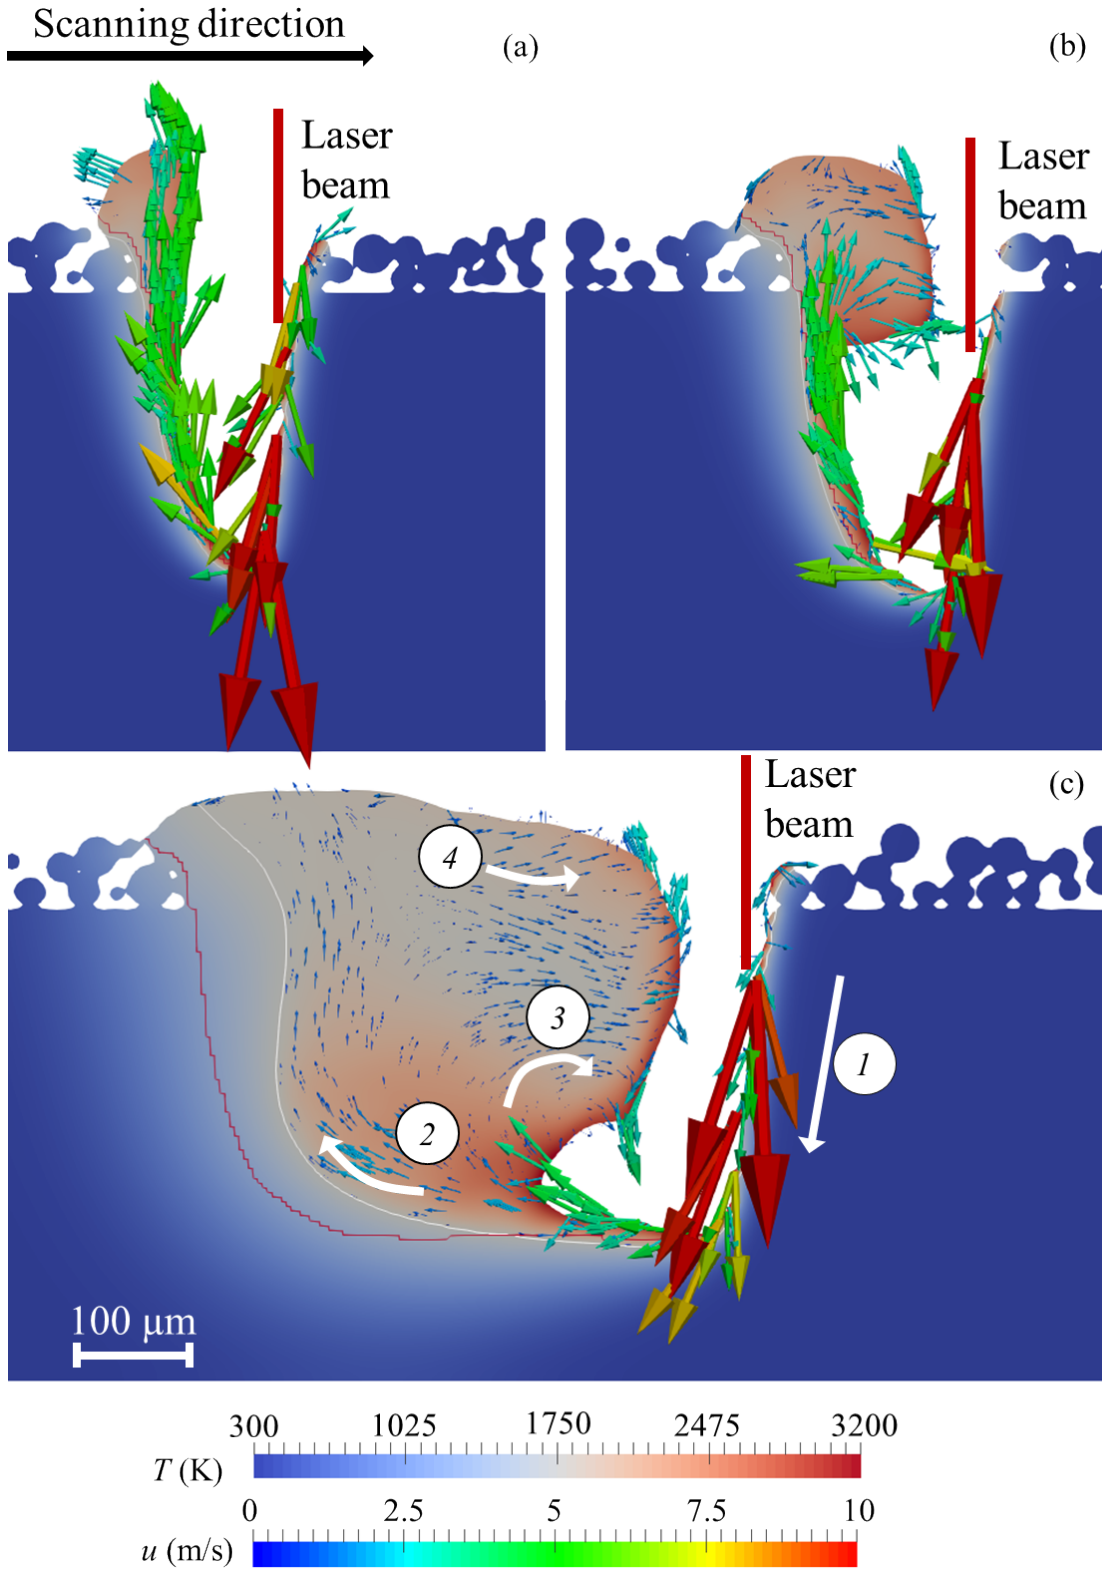 Scanning direction
(a)
(b)
Laser
beam
Laser
beam
Laser
beam
(c)
4
3
1
2
100 μm
300 1025 1750 2475 3200
T (K)
0 2.5 5 7.5 10
u (m/s)